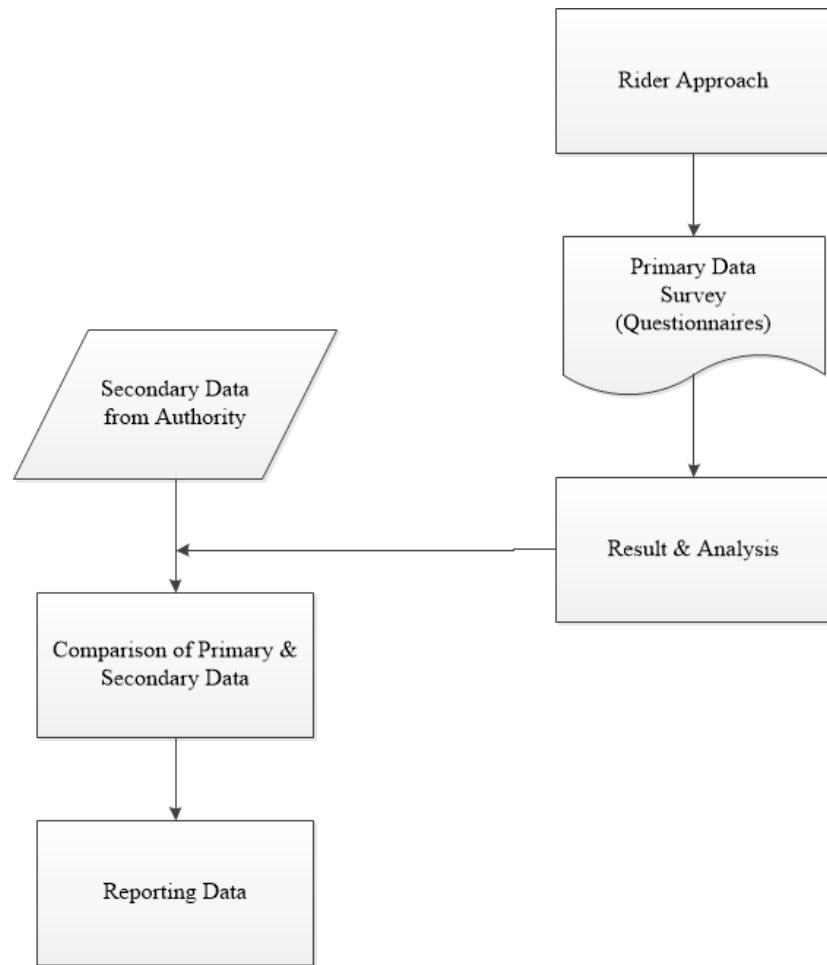 Rider Approach
Primary Data
Survey
(Questionnaires)
Secondary Data
from Authority
Result & Analysis
Comparison of Primary &
Secondary Data
Reporting Data